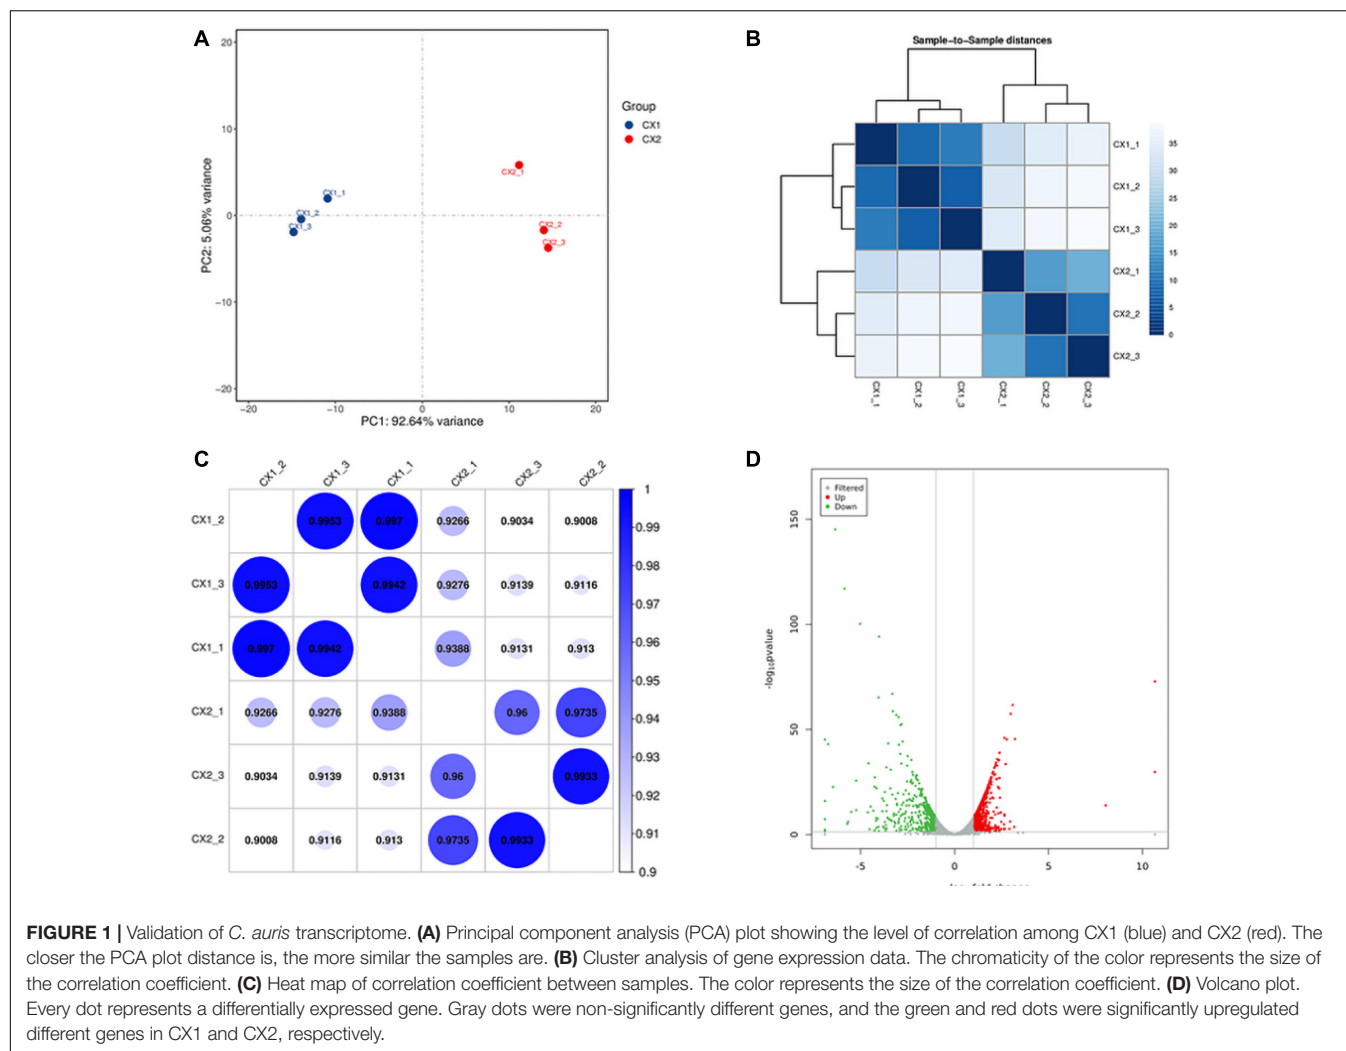 A
20
10
0
−10
−20
−20
−10
0
10
20
PC2: 5.06% variance
PC1: 92.64% variance
CX1_1
CX1_2
CX1_3
CX2_1
CX2_2
CX2_3
Group
CX1
CX2
B
Sample−to−Sample distances
CX1_1
CX1_2
CX1_3
CX2_1
CX2_2
CX2_3
CX1_1
CX1_2
CX1_3
CX2_1
CX2_2
CX2_3
35
30
25
20
15
10
5
0
C
CX1_2 CX1_3 CX1_1 CX2_1 CX2_3 CX2_2
CX1_2 0.9953 0.997 0.9266 0.9034 0.9008
CX1_3 0.9953 0.9942 0.9276 0.9139 0.9116
CX1_1 0.997 0.9942 0.9388 0.9131 0.913
CX2_1 0.9266 0.9276 0.9388 0.96 0.9735
CX2_3 0.9034 0.9139 0.9131 0.96 0.9933
CX2_2 0.9008 0.9116 0.913 0.9735 0.9933
1
0.99
0.98
0.97
0.96
0.95
0.94
0.93
0.92
0.91
0.9
D
Filtered
Up
Down
150
100
50
0
-log10pvalue
-5
0
5
10
FIGURE 1 | Validation of C. auris transcriptome. (A) Principal component analysis (PCA) plot showing the level of correlation among CX1 (blue) and CX2 (red). The
closer the PCA plot distance is, the more similar the samples are. (B) Cluster analysis of gene expression data. The chromaticity of the color represents the size of
the correlation coefficient. (C) Heat map of correlation coefficient between samples. The color represents the size of the correlation coefficient. (D) Volcano plot.
Every dot represents a differentially expressed gene. Gray dots were non-significantly different genes, and the green and red dots were significantly upregulated
different genes in CX1 and CX2, respectively.